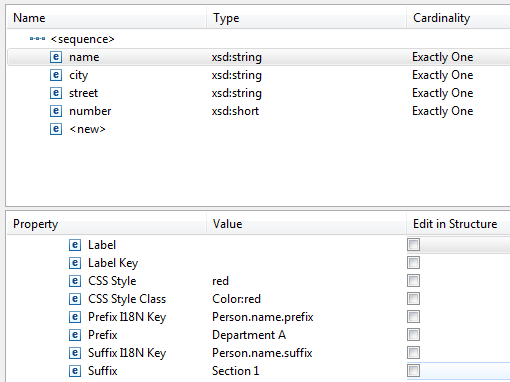 Name Type Cardinality
<sequence>
e name xsd:string Exactly One
e city xsd:string Exactly One
e street xsd:string Exactly One
e number xsd:short Exactly One
e <new>
Property Value Edit in Structure
e Label
e Label Key
e CSS Style red
e CSS Style Class Color:red
e Prefix I18N Key Person.name.prefix
e Prefix Department A
e Suffix I18N Key Person.name.suffix
e Suffix Section 1